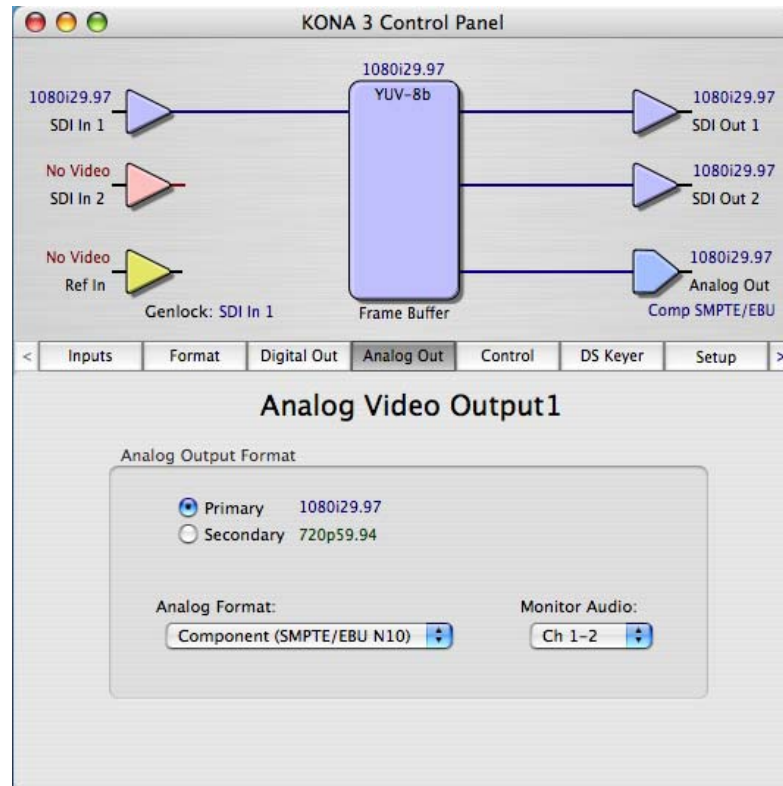 KONA 3 Control Panel
1080i29.97
YUV-8b
1080i29.97
SDI In 1
1080i29.97
SDI Out 1
No Video
SDI In 2
1080i29.97
SDI Out 2
No Video
Ref In
1080i29.97
Analog Out
Genlock: SDI In 1
Frame Buffer
Comp SMPTE/EBU
< Inputs Format Digital Out Analog Out Control DS Keyer Setup >
Analog Video Output1
Analog Output Format
Primary 1080i29.97
Secondary 720p59.94
Analog Format: Monitor Audio:
Component (SMPTE/EBU N10) Ch 1-2